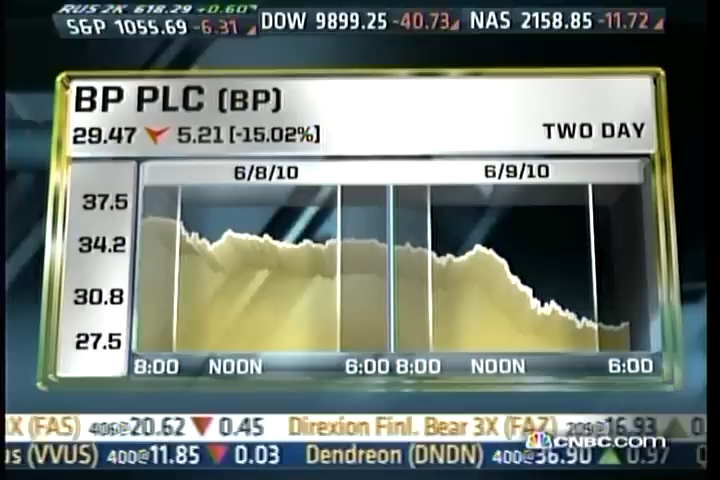 RUS 2K 618.29 +0.60
S&P 1055.69 -6.31 DOW 9899.25 -40.73 NAS 2158.85 -11.72
BP PLC (BP)
29.47 5.21 [-15.02%] TWO DAY
6/8/10 6/9/10
37.5
34.2
30.8
27.5
8:00 NOON 6:00 8:00 NOON 6:00
X (FAS) 406@20.62 0.45 Direxion Finl. Bear 3X (FAZ) 209@16.93 0
CNBC.com
s (VVUS) 400@11.85 0.03 Dendreon (DNDN) 400@36.90 0.97